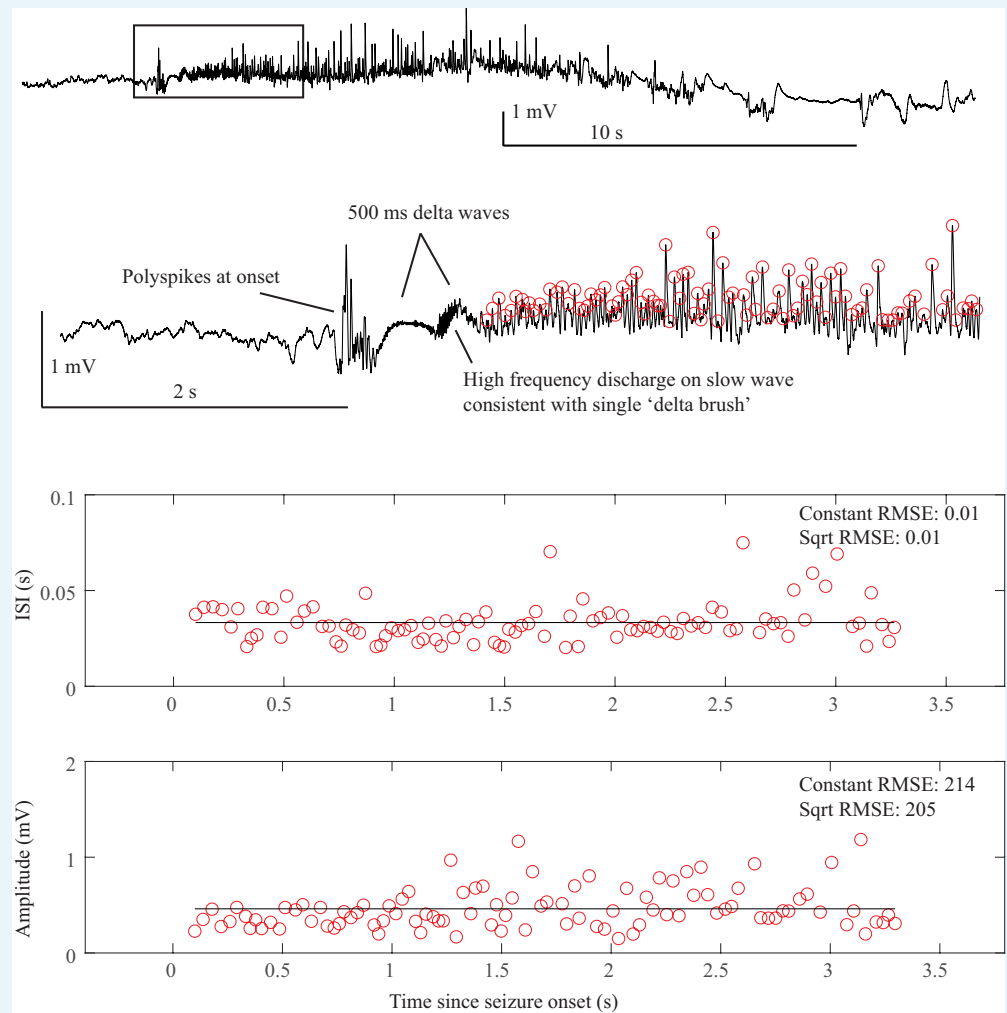 1 mV
10 s
500 ms delta waves
Polyspikes at onset
1 mV
2 s
High frequency discharge on slow wave
consistent with single ‘delta brush’
0.1
Constant RMSE: 0.01
Sqrt RMSE: 0.01
ISI (s)
0.05
0
0 0.5 1 1.5 2 2.5 3 3.5
2
Constant RMSE: 214
Sqrt RMSE: 205
Amplitude (mV)
1
0
0 0.5 1 1.5 2 2.5 3 3.5
Time since seizure onset (s)